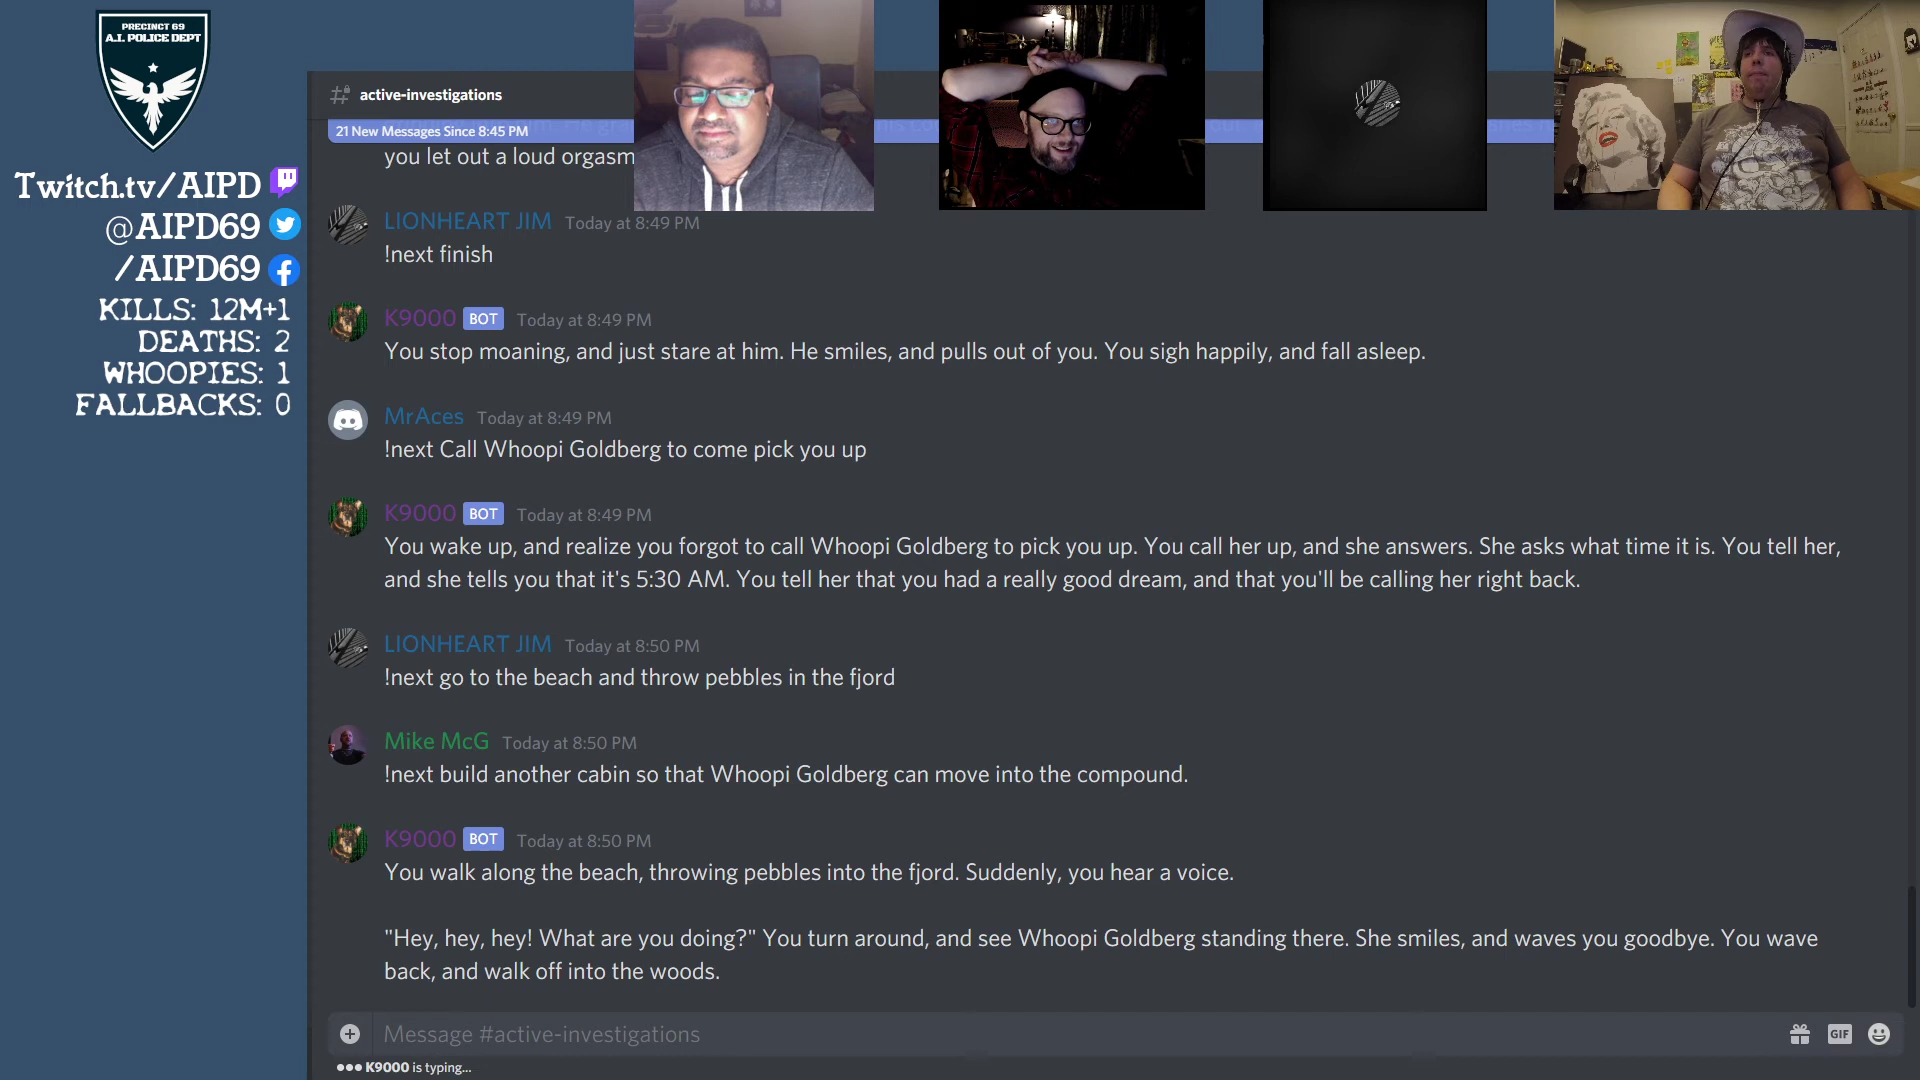 PRECINCT 69
A.I. POLICE DEPT
Twitch.tv/AIPD
@AIPD69
/AIPD69
KILLS: 12M+1
DEATHS: 2
WHOOPIES: 1
FALLBACKS: 0
active-investigations
21 New Messages Since 8:45 PM
you let out a loud orgasm
LIONHEART JIM Today at 8:49 PM
!next finish
K9000 BOT Today at 8:49 PM
You stop moaning, and just stare at him. He smiles, and pulls out of you. You sigh happily, and fall asleep.
MrAces Today at 8:49 PM
!next Call Whoopi Goldberg to come pick you up
K9000 BOT Today at 8:49 PM
You wake up, and realize you forgot to call Whoopi Goldberg to pick you up. You call her up, and she answers. She asks what time it is. You tell her,
and she tells you that it's 5:30 AM. You tell her that you had a really good dream, and that you'll be calling her right back.
LIONHEART JIM Today at 8:50 PM
!next go to the beach and throw pebbles in the fjord
Mike McG Today at 8:50 PM
!next build another cabin so that Whoopi Goldberg can move into the compound.
K9000 BOT Today at 8:50 PM
You walk along the beach, throwing pebbles into the fjord. Suddenly, you hear a voice.
"Hey, hey, hey! What are you doing?" You turn around, and see Whoopi Goldberg standing there. She smiles, and waves you goodbye. You wave
back, and walk off into the woods.
Message #active-investigations
GIF
K9000 is typing...